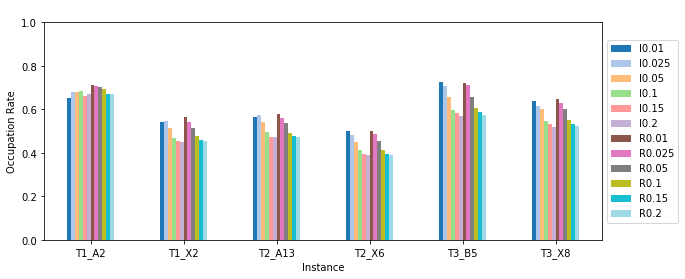 1.0
0.8
0.6
0.4
0.2
0.0
Occupation Rate
T1_A2 T1_X2 T2_A13 T2_X6 T3_B5 T3_X8
Instance
I0.01
I0.025
I0.05
I0.1
I0.15
I0.2
R0.01
R0.025
R0.05
R0.1
R0.15
R0.2